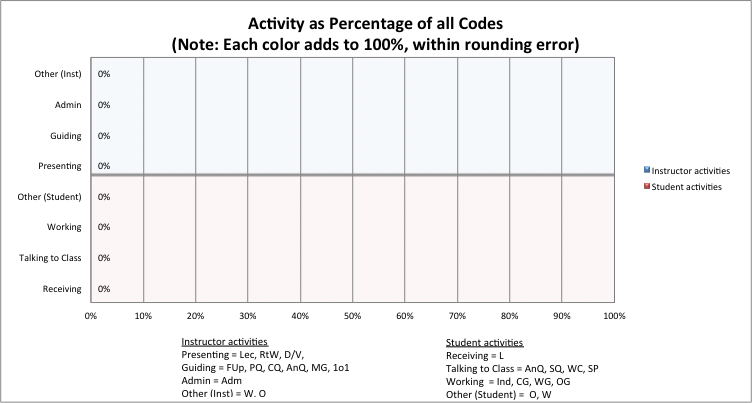 Activity as Percentage of all Codes
(Note: Each color adds to 100%, within rounding error)
Other (Inst) 0%
Admin 0%
Guiding 0%
Presenting 0%
Other (Student) 0%
Working 0%
Talking to Class 0%
Receiving 0%
0% 10% 20% 30% 40% 50% 60% 70% 80% 90% 100%
Instructor activities
Student activities
Instructor activities
Presenting = Lec, RtW, D/V,
Guiding = FUp, PQ, CQ, AnQ, MG, 1o1
Admin = Adm
Other (Inst) = W, O
Student activities
Receiving = L
Talking to Class = AnQ, SQ, WC, SP
Working = Ind, CG, WG, OG
Other (Student) = O, W